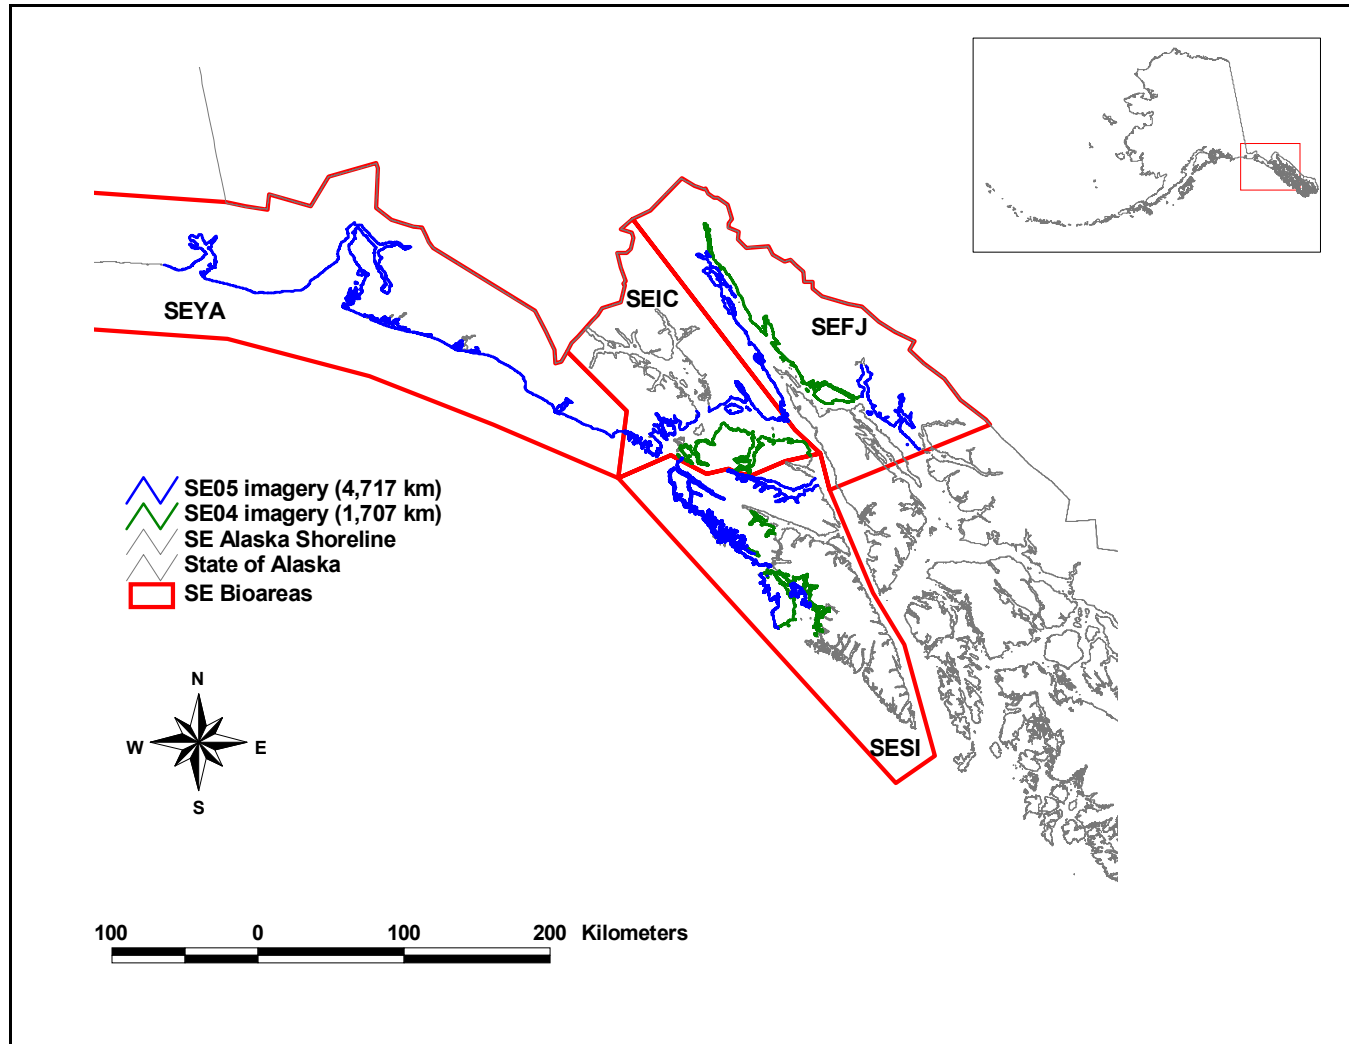 SEIC
SEFJ
SEYA
SE05 imagery (4,717 km)
SE04 imagery (1,707 km)
SE Alaska Shoreline
State of Alaska
SE Bioareas
N
W E
S
SESI
100 0 100 200 Kilometers